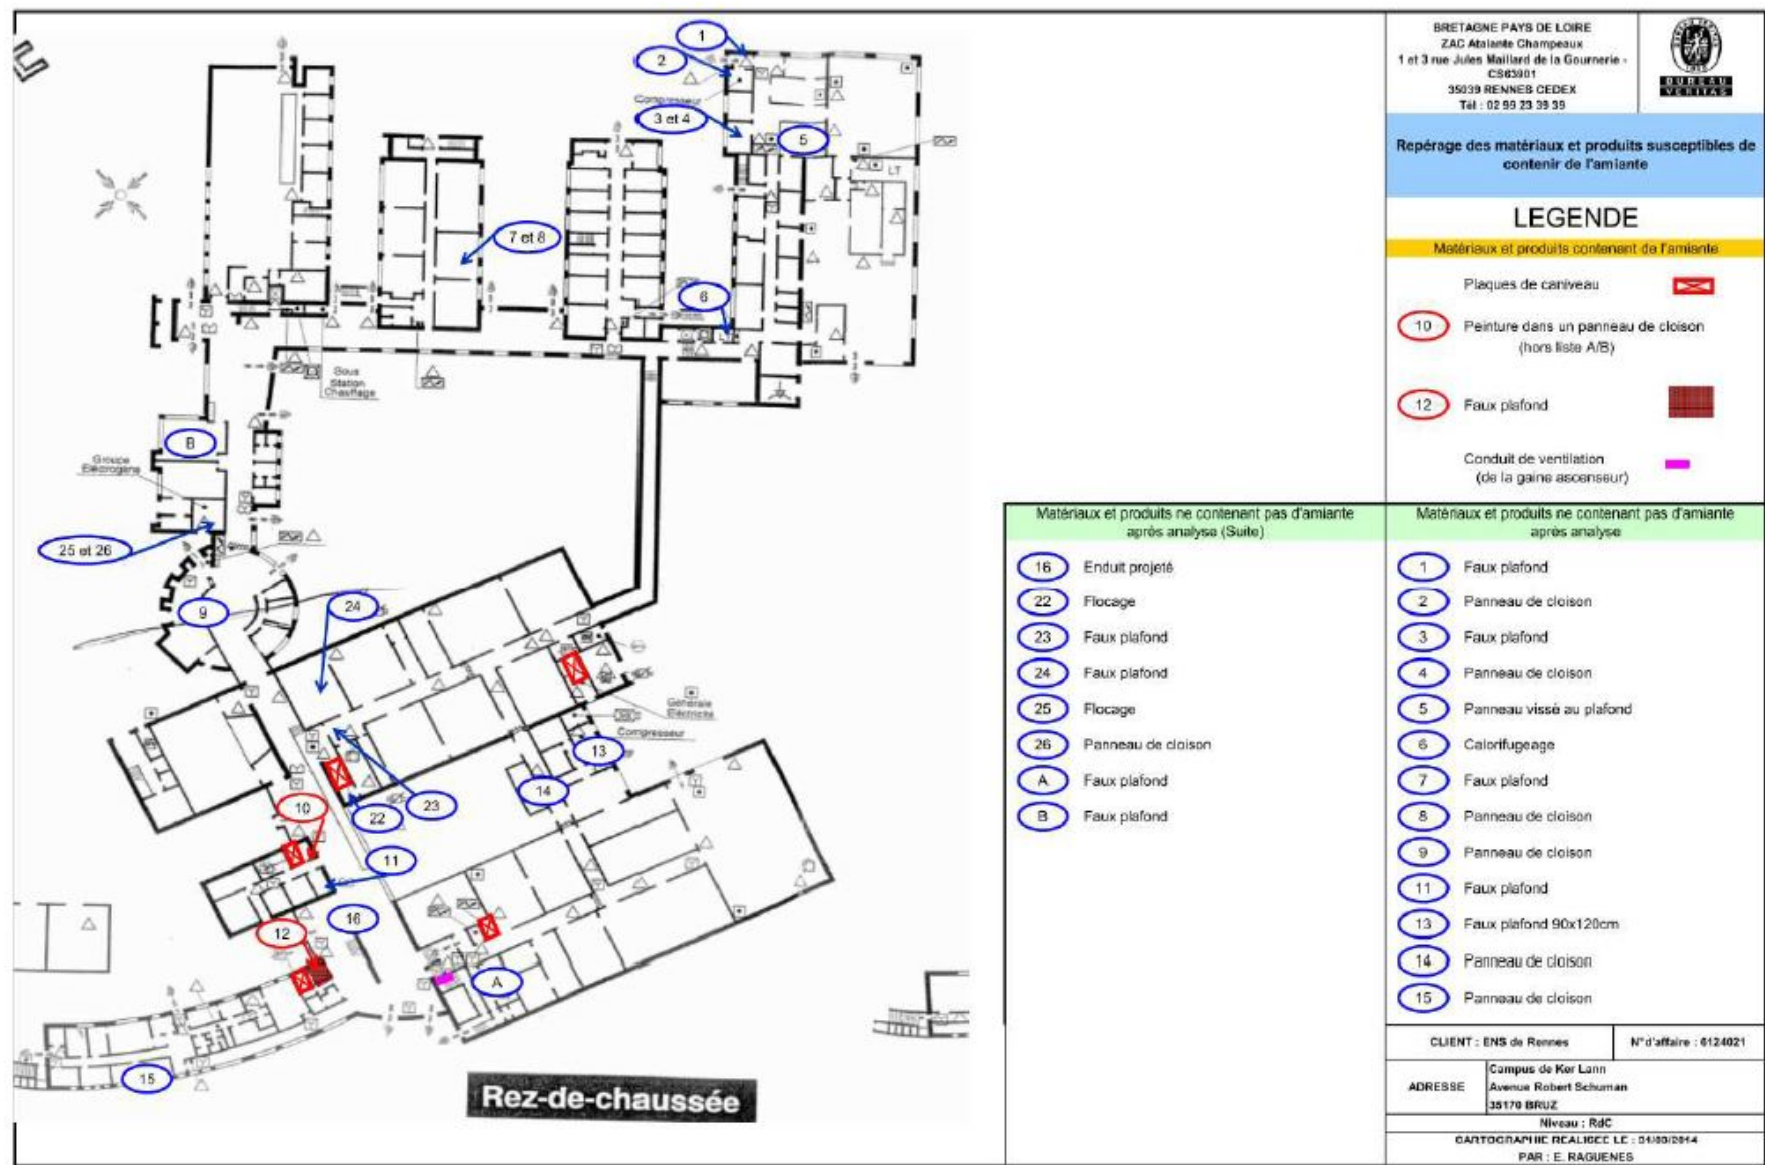 1
2
Compresseur
3 et 4
5
LT
7 et 8
6
LT
Sous
Station
Chauffage
B
Groupe
Electrogène
25 et 26
9
24
Générale
Electricité
Compresseur
13
14
10
22
23
11
16
12
A
15
Rez-de-chaussée
BRETAGNE PAYS DE LOIRE
ZAC Atalante Champeaux
1 et 3 rue Jules Maillard de la Gournerie -
CS63901
35039 RENNES CEDEX
Tél : 02 99 23 39 39
BUREAU
VERITAS
Repérage des matériaux et produits susceptibles de
contenir de l'amiante
LEGENDE
Matériaux et produits contenant de l'amiante
Plaques de caniveau
10 Peinture dans un panneau de cloison
(hors liste A/B)
12 Faux plafond
Conduit de ventilation
(de la gaine ascenseur)
Matériaux et produits ne contenant pas d'amiante
après analyse (Suite)
16 Enduit projeté
22 Flocage
23 Faux plafond
24 Faux plafond
25 Flocage
26 Panneau de cloison
A Faux plafond
B Faux plafond
Matériaux et produits ne contenant pas d'amiante
après analyse
1 Faux plafond
2 Panneau de cloison
3 Faux plafond
4 Panneau de cloison
5 Panneau vissé au plafond
6 Calorifugeage
7 Faux plafond
8 Panneau de cloison
9 Panneau de cloison
11 Faux plafond
13 Faux plafond 90x120cm
14 Panneau de cloison
15 Panneau de cloison
CLIENT : ENS de Rennes
N° d'affaire : 6124021
ADRESSE
Campus de Ker Lann
Avenue Robert Schuman
35170 BRUZ
Niveau : RdC
CARTOGRAPHIE REALISEE LE : 01/03/2014
PAR : E. RAGUENES